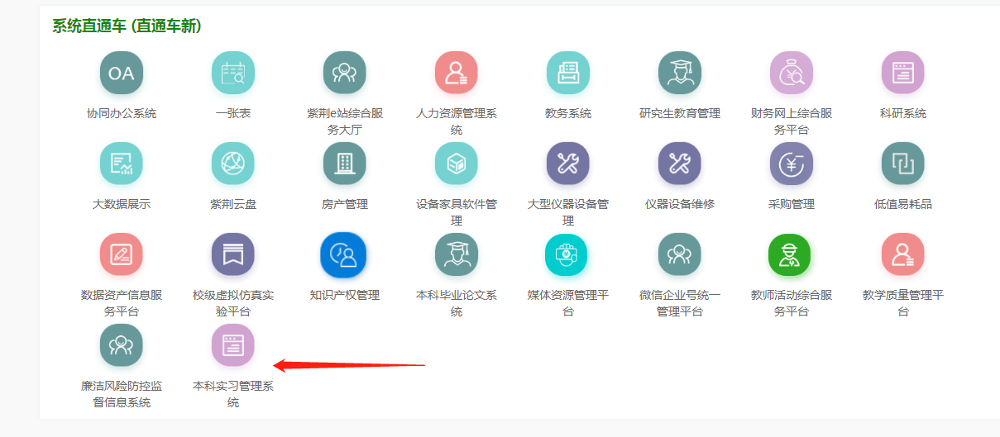 系统直通车 (直通车新)
OA
协同办公系统
一张表
紫荆e站综合服
务大厅
人力资源管理系
统
教务系统
研究生教育管理
财务网上综合服
务平台
科研系统
大数据展示
紫荆云盘
房产管理
设备家具软件管
理
大型仪器设备管
理
仪器设备维修
采购管理
低值易耗品
数据资产信息服
务平台
校级虚拟仿真实
验平台
知识产权管理
本科毕业论文系
统
媒体资源管理平
台
微信企业号统一
管理平台
教师活动综合服
务平台
教学质量管理平
台
廉洁风险防控监
督信息系统
本科实习管理系
统